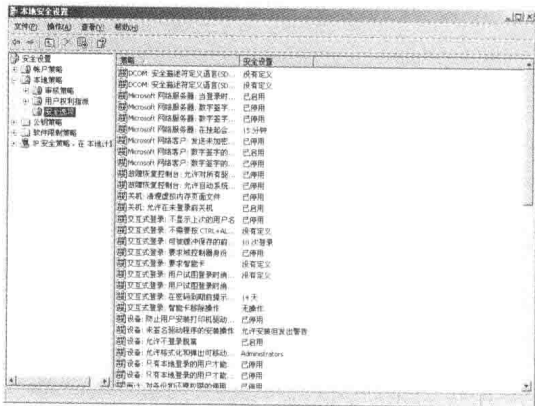 本地安全设置
文件(F) 操作(A) 查看(V) 帮助(H)
安全设置
帐户策略
本地策略
审核策略
用户权利指派
安全选项
公钥策略
软件限制策略
IP 安全策略，在 本地计
策略 安全设置
DCOM: 安全描述符定义语言(SD... 没有定义
DCOM: 安全描述符定义语言(SD... 没有定义
Microsoft 网络服务器: 当登录时... 已启用
Microsoft 网络服务器: 数字签字... 已停用
Microsoft 网络服务器: 数字签字... 已停用
Microsoft 网络服务器: 在挂起会... 15 分钟
Microsoft 网络客户: 发送未加密... 已停用
Microsoft 网络客户: 数字签字的... 已启用
Microsoft 网络客户: 数字签字的... 已停用
故障恢复控制台: 允许对所有驱... 已停用
故障恢复控制台: 允许自动系统... 已停用
关机: 清理虚拟内存页面文件 已停用
关机: 允许在未登录前关机 已启用
交互式登录: 不显示上次的用户名 已停用
交互式登录: 不需要按 CTRL+AL... 没有定义
交互式登录: 可被缓冲保存的前... 10 次登录
交互式登录: 要求域控制器身份... 已停用
交互式登录: 要求智能卡 没有定义
交互式登录: 用户试图登录时消... 没有定义
交互式登录: 用户试图登录时消...
交互式登录: 在密码到期前提示... 14 天
交互式登录: 智能卡移除操作 无操作
设备: 防止用户安装打印机驱动... 已停用
设备: 未签名驱动程序的安装操作 允许安装但发出警告
设备: 允许不登录脱离 已启用
设备: 允许格式化和弹出可移动... Administrators
设备: 只有本地登录的用户才能... 已停用
设备: 只有本地登录的用户才能... 已停用
审计: 对备份和还原权限的使用... 已停用